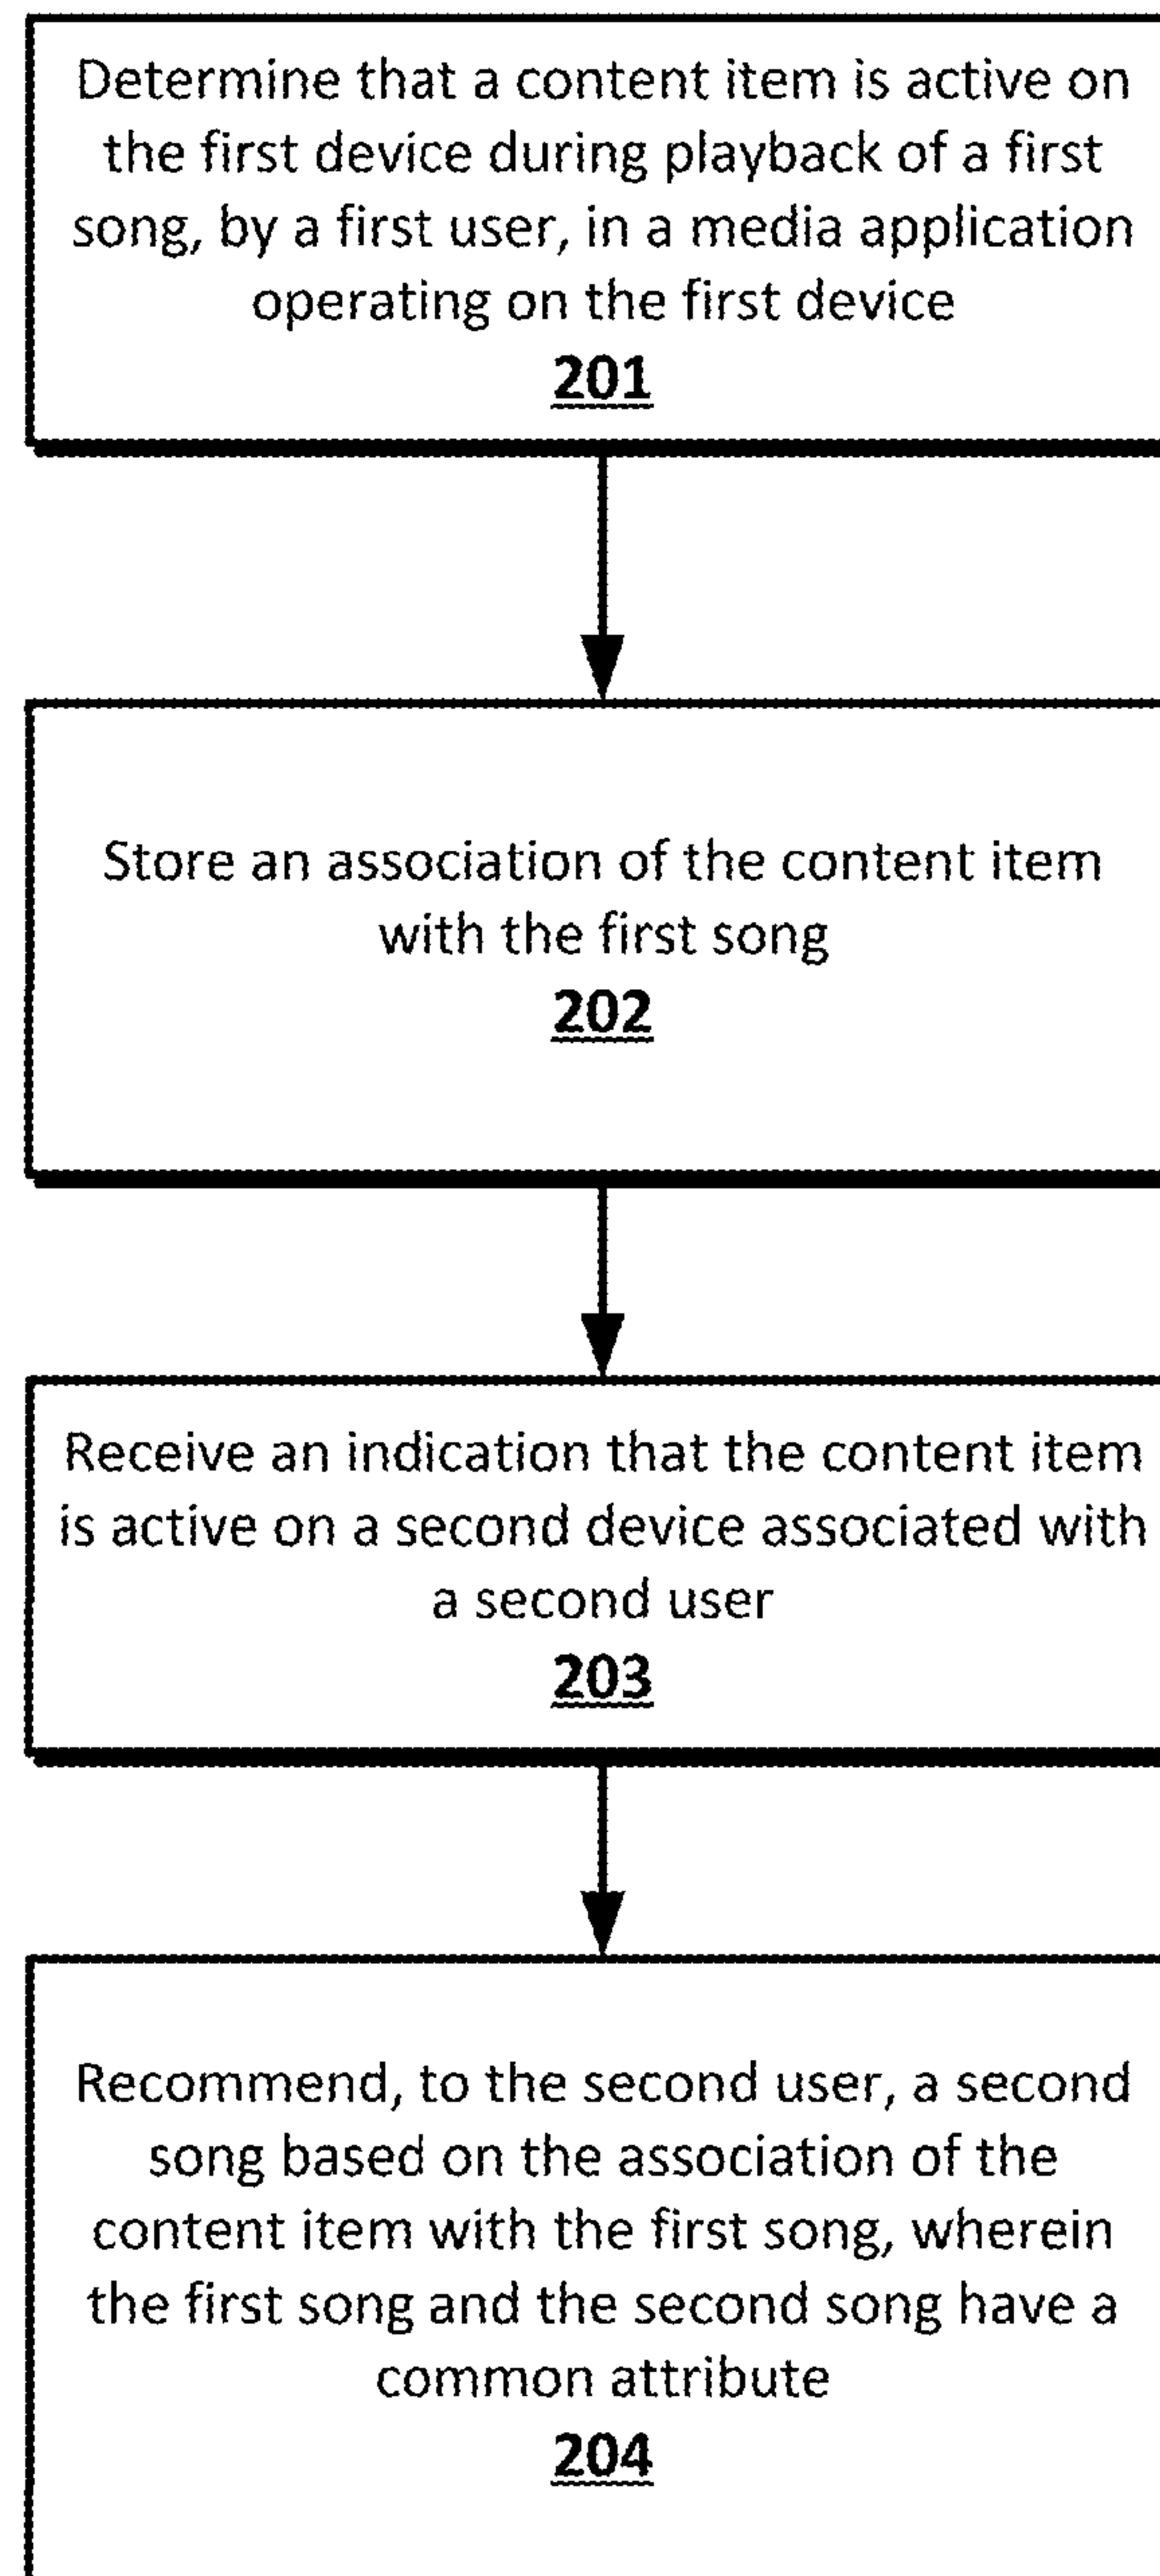 Determine that a content item is active on
the first device during playback of a first
song, by a first user, in a media application
operating on the first device
201
Store an association of the content item
with the first song
202
Receive an indication that the content item
is active on a second device associated with
a second user
203
Recommend, to the second user, a second
song based on the association of the
content item with the first song, wherein
the first song and the second song have a
common attribute
204